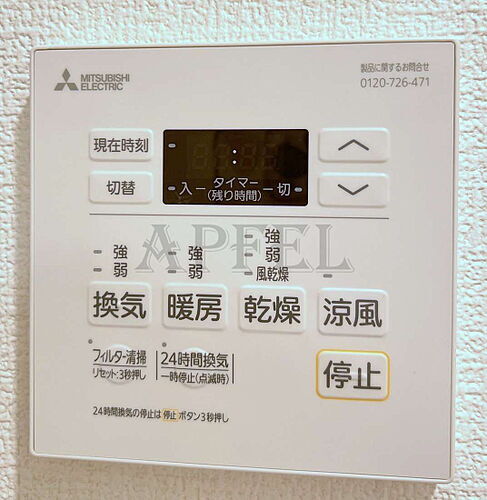 MITSUBISHI
ELECTRIC
製品に関するお問合せ
0120-726-471
現在時刻
切替
タイマー
入 (残り時間) 切
APFEL
強 強 強
弱 弱 弱
風乾燥
換気 暖房 乾燥 涼風
フィルター清掃
リセット:3秒押し
24時間換気
一時停止(点滅時)
停止
24時間換気の停止は 停止 ボタン3秒押し